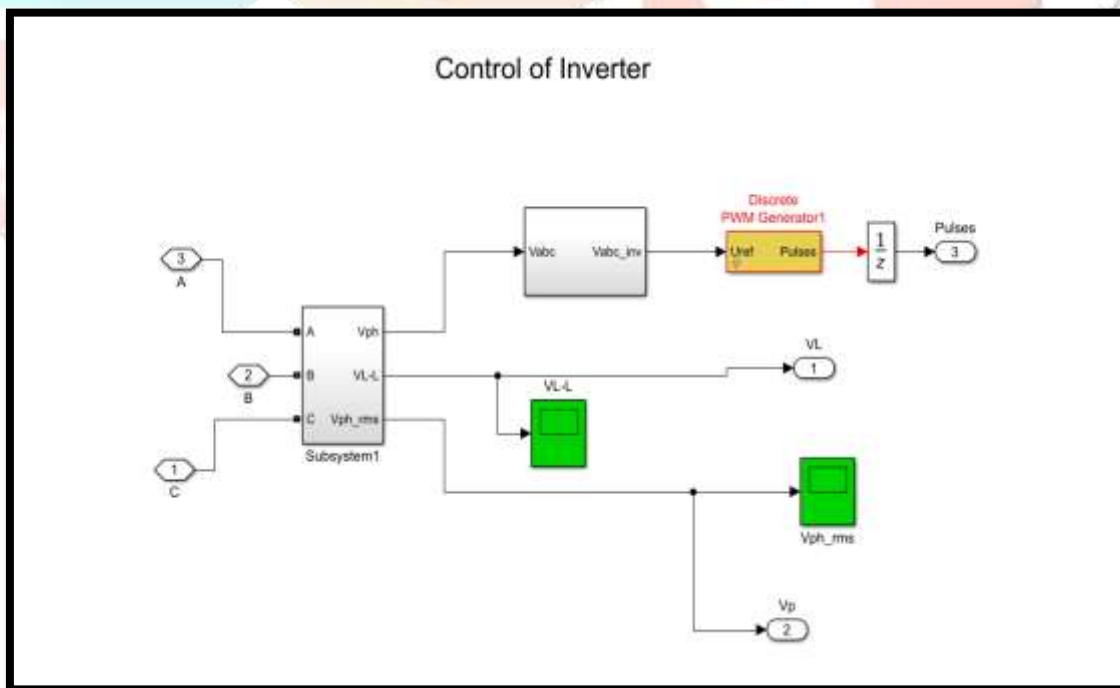 Control of Inverter
Discrete
PWM Generator1
Vabc
Vabc_inv
Uref
Pulses
1
z
Pulses
3
3
A
A
Vph
VL
1
2
B
B
VL-L
VL-L
C
Vph_rms
Subsystem1
1
C
Vph_rms
Vp
2